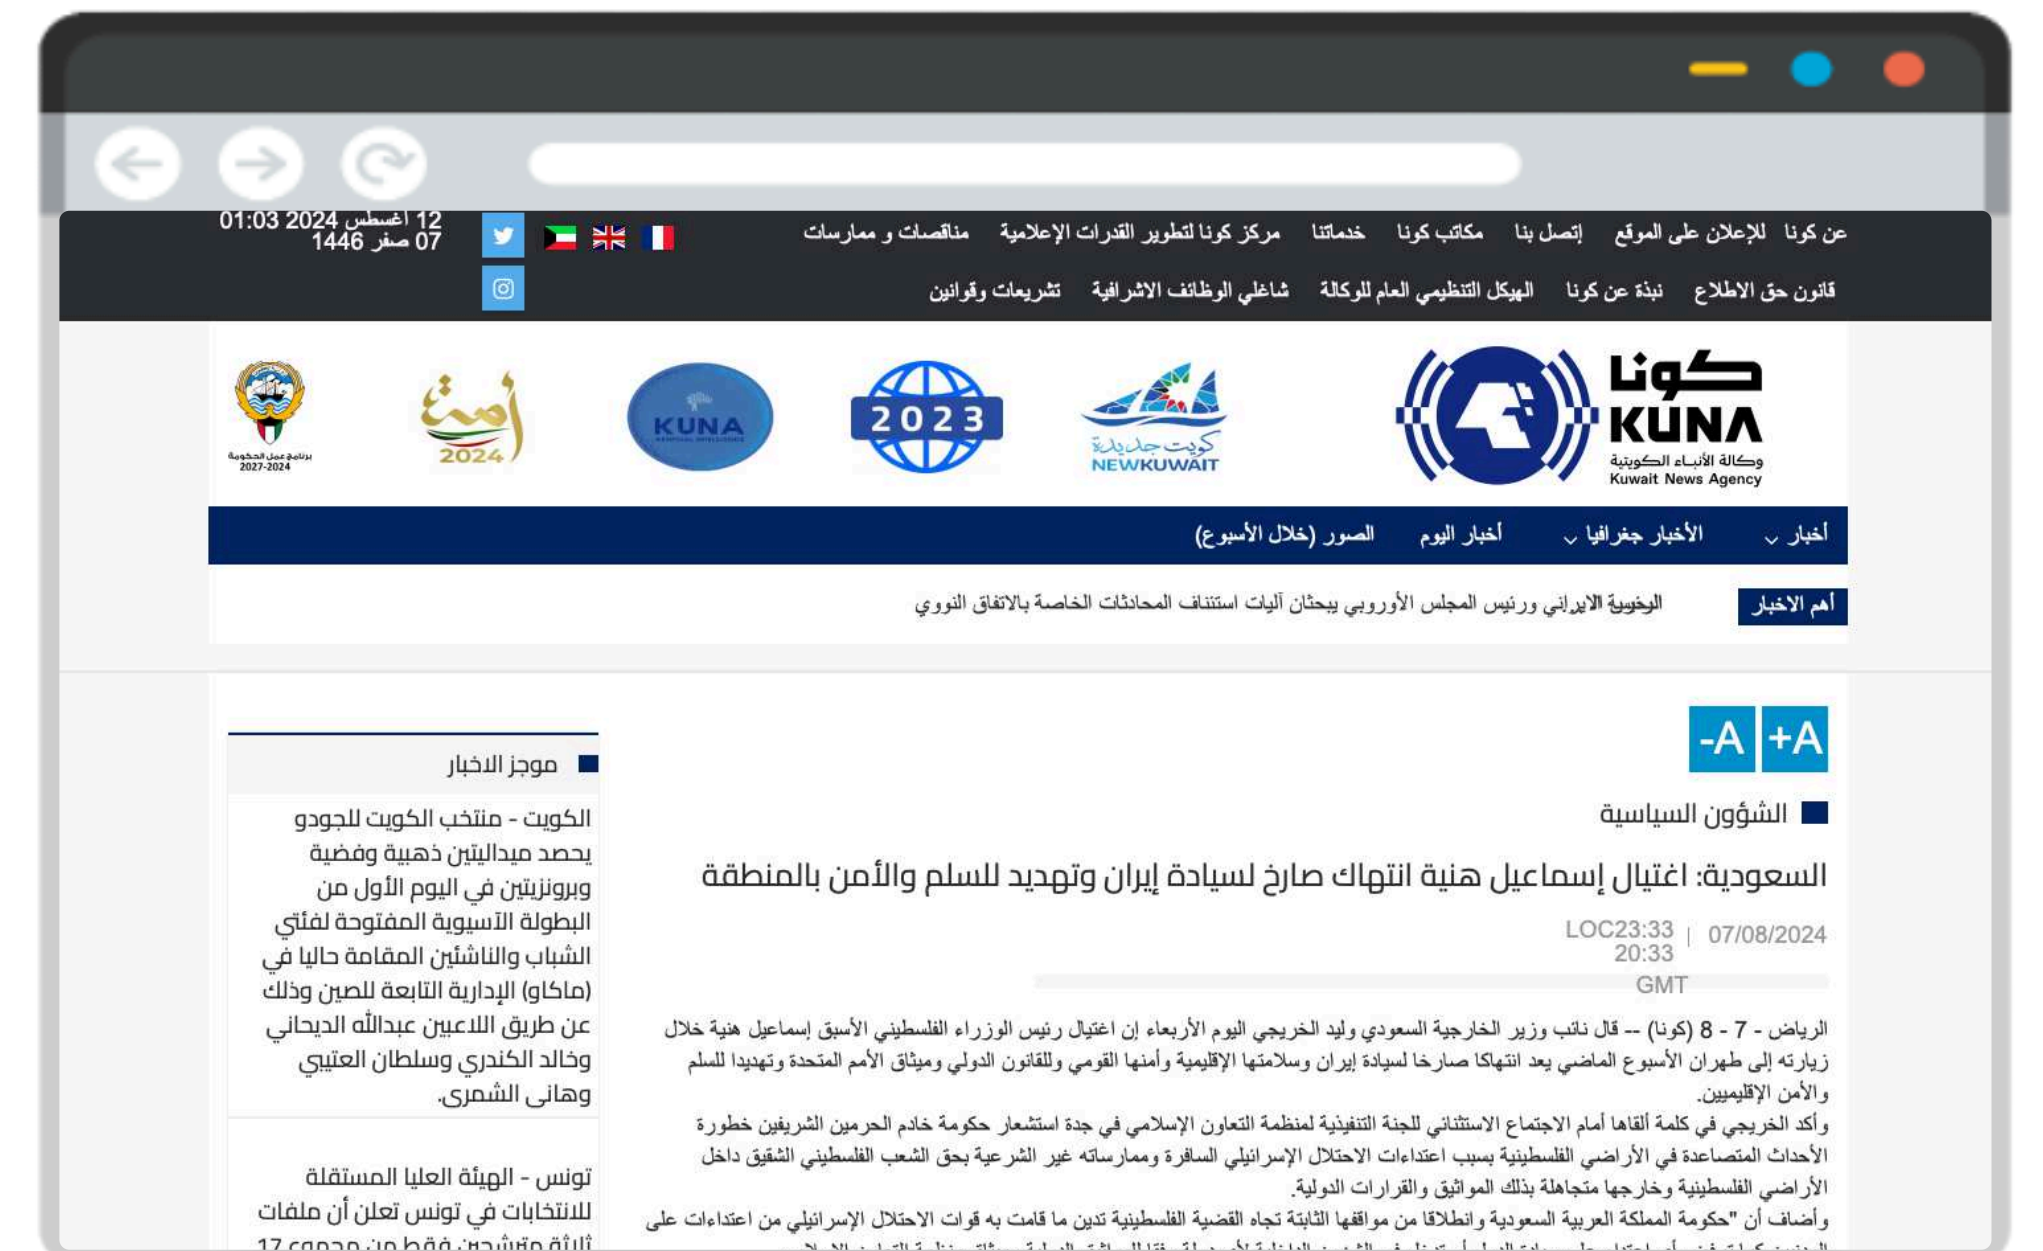 عن كونا للإعلان على الموقع إتصل بنا مكاتب كونا خدماتنا مركز كونا لتطوير القدرات الإعلامية مناقصات و ممارسات
12 أغسطس 2024 01:03
07 صفر 1446
قانون حق الاطلاع نبذة عن كونا الهيكل التنظيمي العام للوكالة شاغلي الوظائف الاشرافية تشريعات وقوانين
كونا
KUNA
وكالة الأنباء الكويتية
Kuwait News Agency
كويت جديدة
NEWKUWAIT
2023
KUNA
أمة
2024
برنامج عمل الحكومة
2027-2024
أخبار الأخبار جغرافيا أخبار اليوم الصور (خلال الأسبوع)
أهم الاخبار
الايراني ورئيس المجلس الأوروبي يبحثان آليات استئناف المحادثات الخاصة بالاتفاق النووي
A+ A-
الشؤون السياسية
السعودية: اغتيال إسماعيل هنية انتهاك صارخ لسيادة إيران وتهديد للسلم والأمن بالمنطقة
07/08/2024 | LOC23:33
20:33
GMT
الرياض - 7 - 8 (كونا) -- قال نائب وزير الخارجية السعودي وليد الخريجي اليوم الأربعاء إن اغتيال رئيس الوزراء الفلسطيني الأسبق إسماعيل هنية خلال
زيارته إلى طهران الأسبوع الماضي يعد انتهاكا صارخا لسيادة إيران وسلامتها الإقليمية وأمنها القومي وللقانون الدولي وميثاق الأمم المتحدة وتهديدا للسلم
والأمن الإقليميين.
وأكد الخريجي في كلمة ألقاها أمام الاجتماع الاستثنائي للجنة التنفيذية لمنظمة التعاون الإسلامي في جدة استشعار حكومة خادم الحرمين الشريفين خطورة
الأحداث المتصاعدة في الأراضي الفلسطينية بسبب اعتداءات الاحتلال الإسرائيلي السافرة وممارساته غير الشرعية بحق الشعب الفلسطيني الشقيق داخل
الأراضي الفلسطينية وخارجها متجاهلة بذلك المواثيق والقرارات الدولية.
وأضاف أن "حكومة المملكة العربية السعودية وانطلاقا من مواقفها الثابتة تجاه القضية الفلسطينية تدين ما قامت به قوات الاحتلال الإسرائيلي من اعتداءات على
موجز الاخبار
الكويت - منتخب الكويت للجودو
يحصد ميداليتين ذهبية وفضية
وبرونزيتين في اليوم الأول من
البطولة الآسيوية المفتوحة لفئتي
الشباب والناشئين المقامة حاليا في
(ماكاو) الإدارية التابعة للصين وذلك
عن طريق اللاعبين عبدالله الديحاني
وخالد الكندري وسلطان العتيبي
وهاني الشمري.
تونس - الهيئة العليا المستقلة
للانتخابات في تونس تعلن أن ملفات
ثلاثة مترشحين فقط من مجموع 17